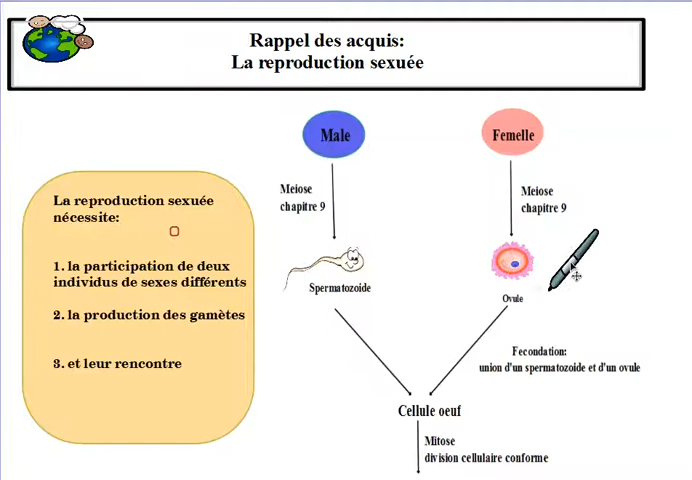 Rappel des acquis:
La reproduction sexuée
Male
Femelle
La reproduction sexuée
nécessite:
1. la participation de deux
individus de sexes différents
2. la production des gamètes
3. et leur rencontre
Meiose
chapitre 9
Meiose
chapitre 9
Spermatozoide
Ovule
Fecondation:
union d'un spermatozoide et d'un ovule
Cellule oeuf
Mitose
division cellulaire conforme